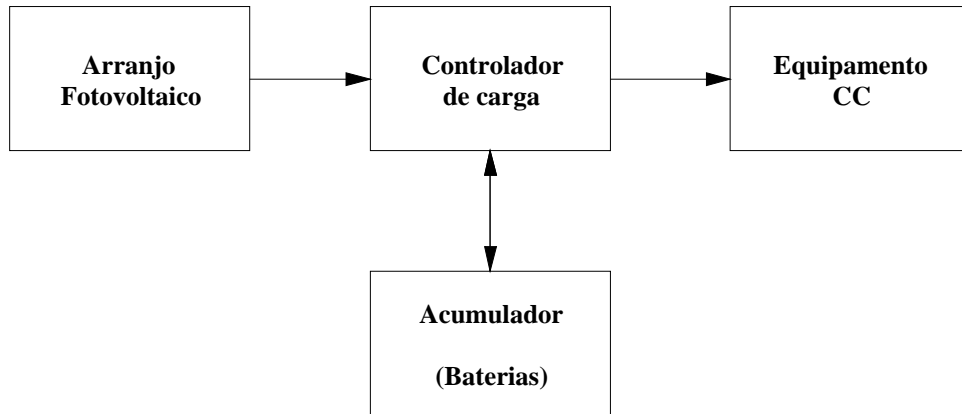 Arranjo
Fotovoltaico
Controlador
de carga
Equipamento
CC
Acumulador
(Baterias)